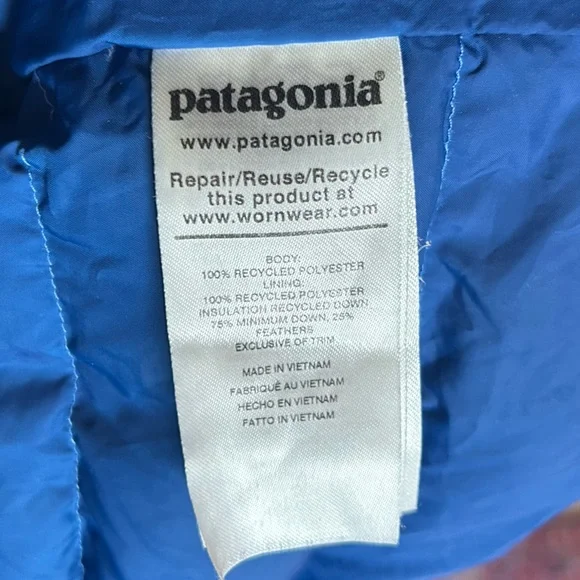 patagonia®
www.patagonia.com
Repair/Reuse/Recycle
this product at
www.wornwear.com
BODY:
100% RECYCLED POLYESTER
LINING:
100% RECYCLED POLYESTER
INSULATION RECYCLED DOWN
75% MINIMUM DOWN, 25%
FEATHERS
EXCLUSIVE OF TRIM
MADE IN VIETNAM
FABRIQUÉ AU VIETNAM
HECHO EN VIETNAM
FATTO IN VIETNAM